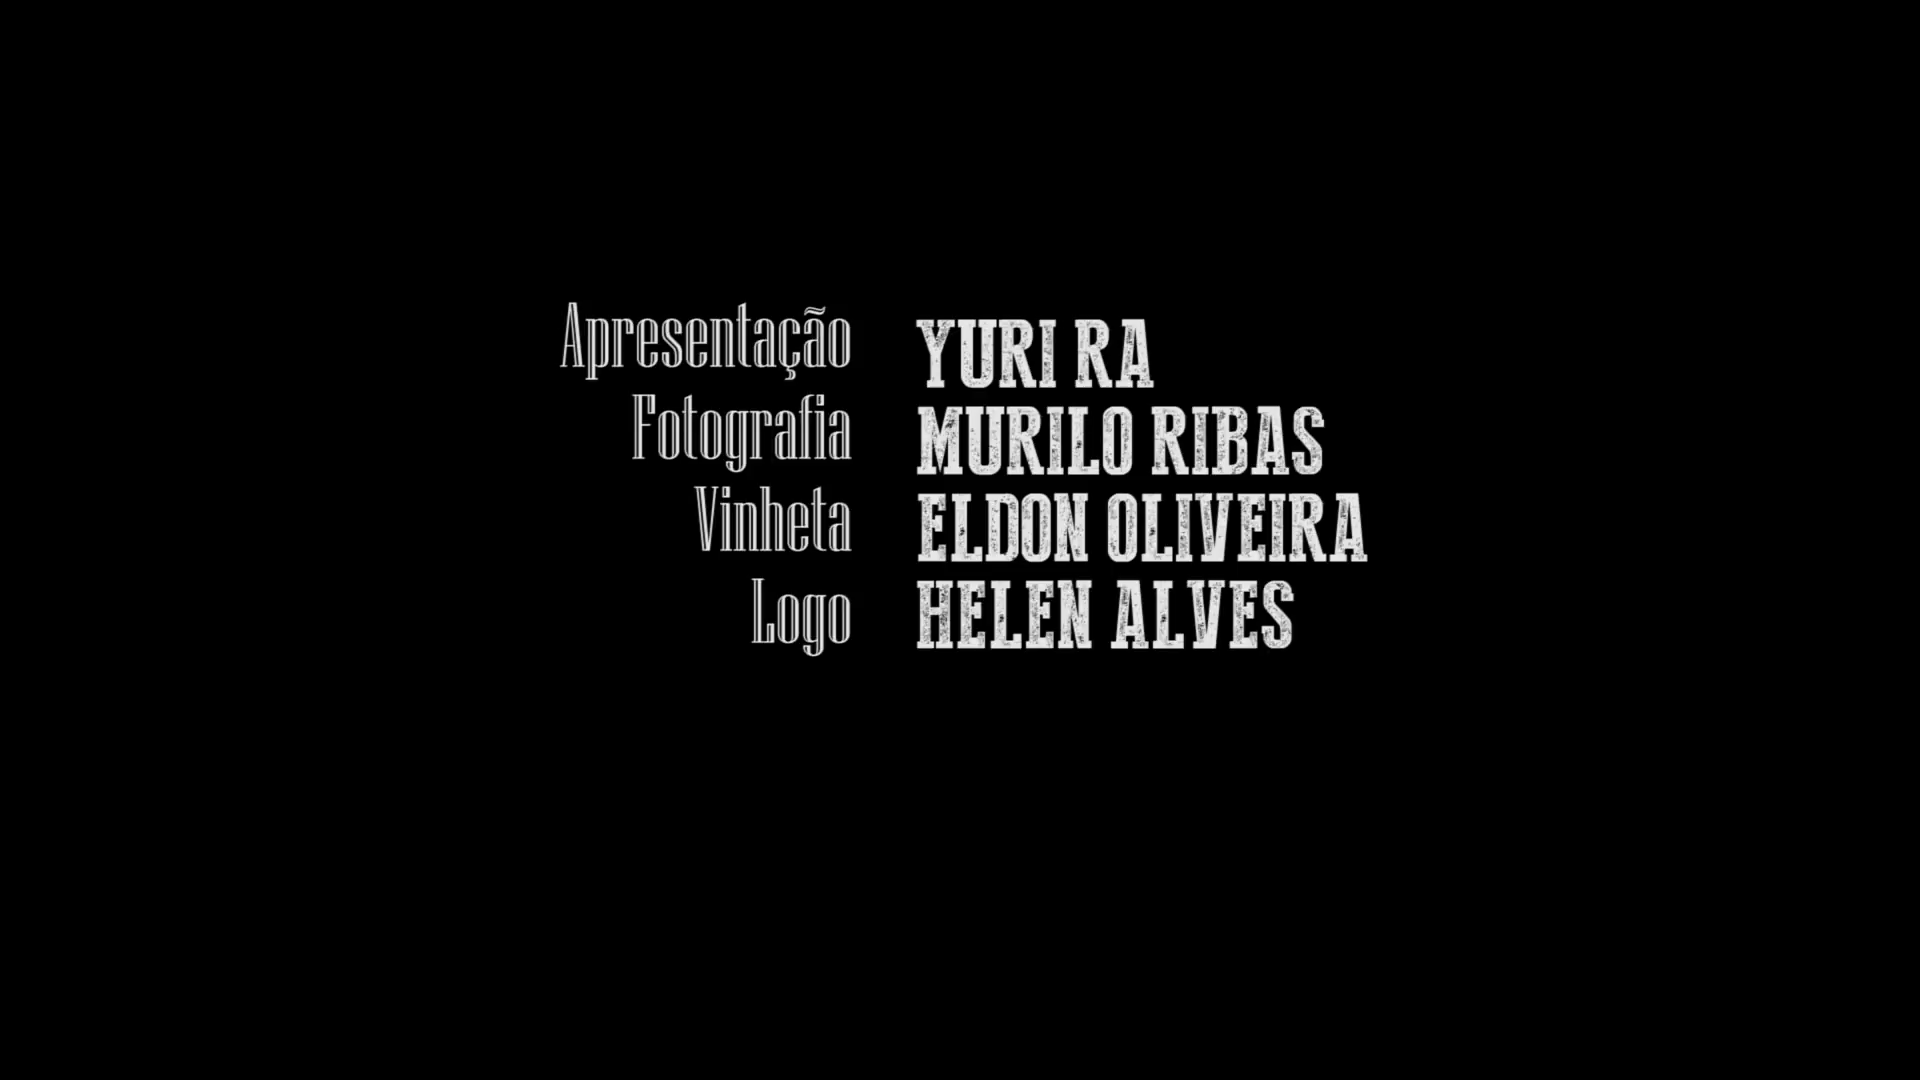 Apresentação YURI RA
Fotografia MURILO RIBAS
Vinheta ELDON OLIVEIRA
Logo HELEN ALVES